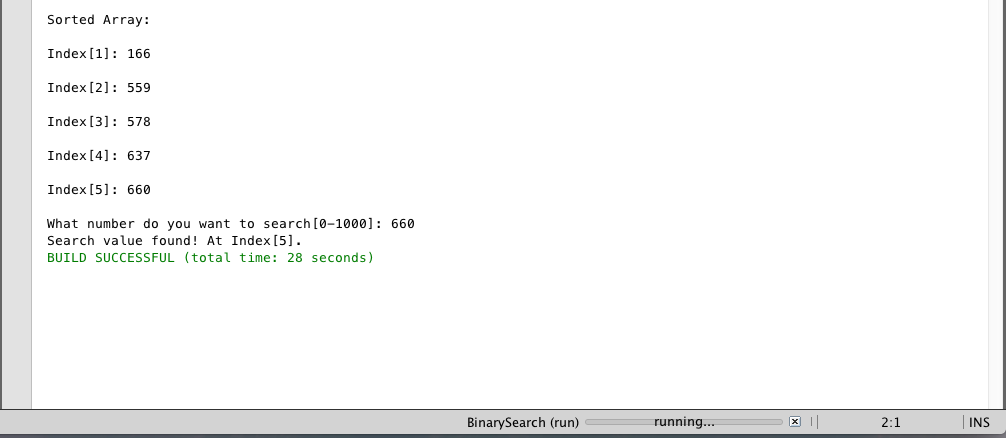 Sorted Array:
Index[1]: 166
Index[2]: 559
Index[3]: 578
Index[4]: 637
Index[5]: 660
What number do you want to search[0-1000]: 660
Search value found! At Index[5].
BUILD SUCCESSFUL (total time: 28 seconds)
BinarySearch (run) running... 2:1 INS